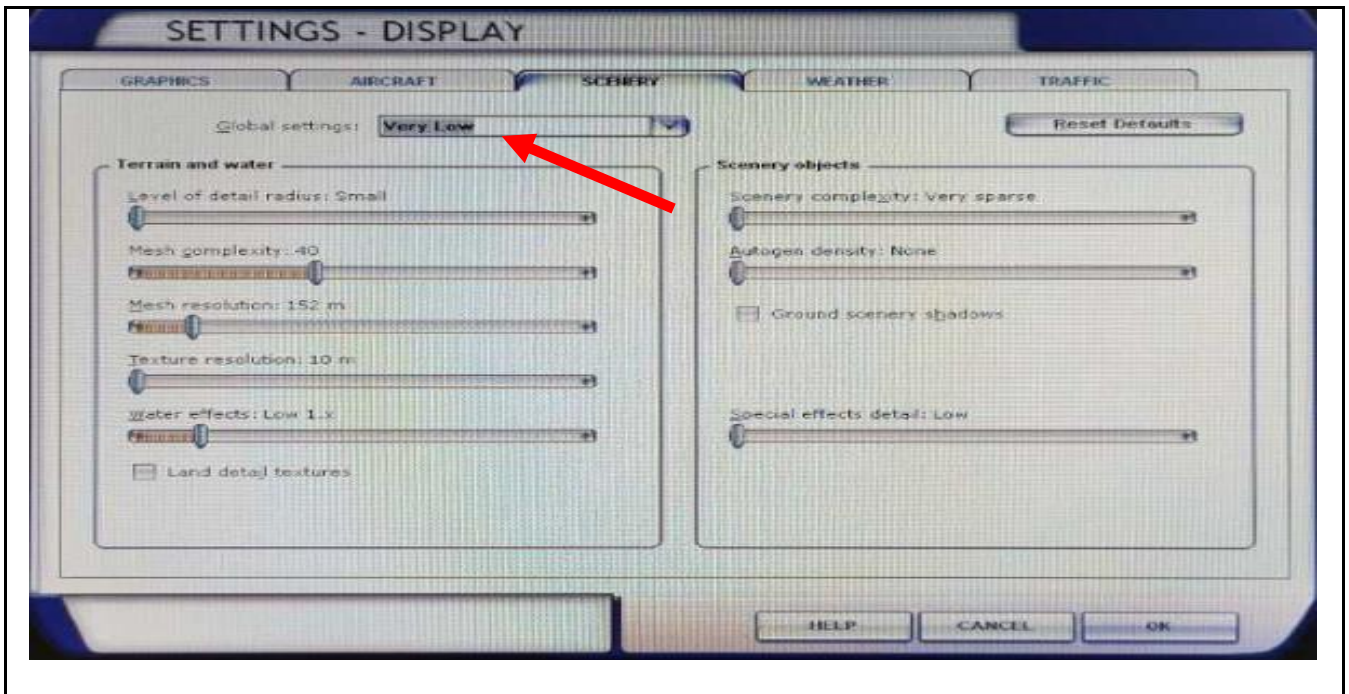 SETTINGS - DISPLAY
GRAPHICS AIRCRAFT SCENERY WEATHER TRAFFIC
Global settings: Very Low Reset Defaults
Terrain and water
Level of detail radius: Small
Mesh complexity: 40
Mesh resolution: 152 m
Texture resolution: 10 m
Water effects: Low 1.x
Land detail textures
Scenery objects
Scenery complexity: Very sparse
Autogen density: None
Ground scenery shadows
Special effects detail: Low
HELP CANCEL OK